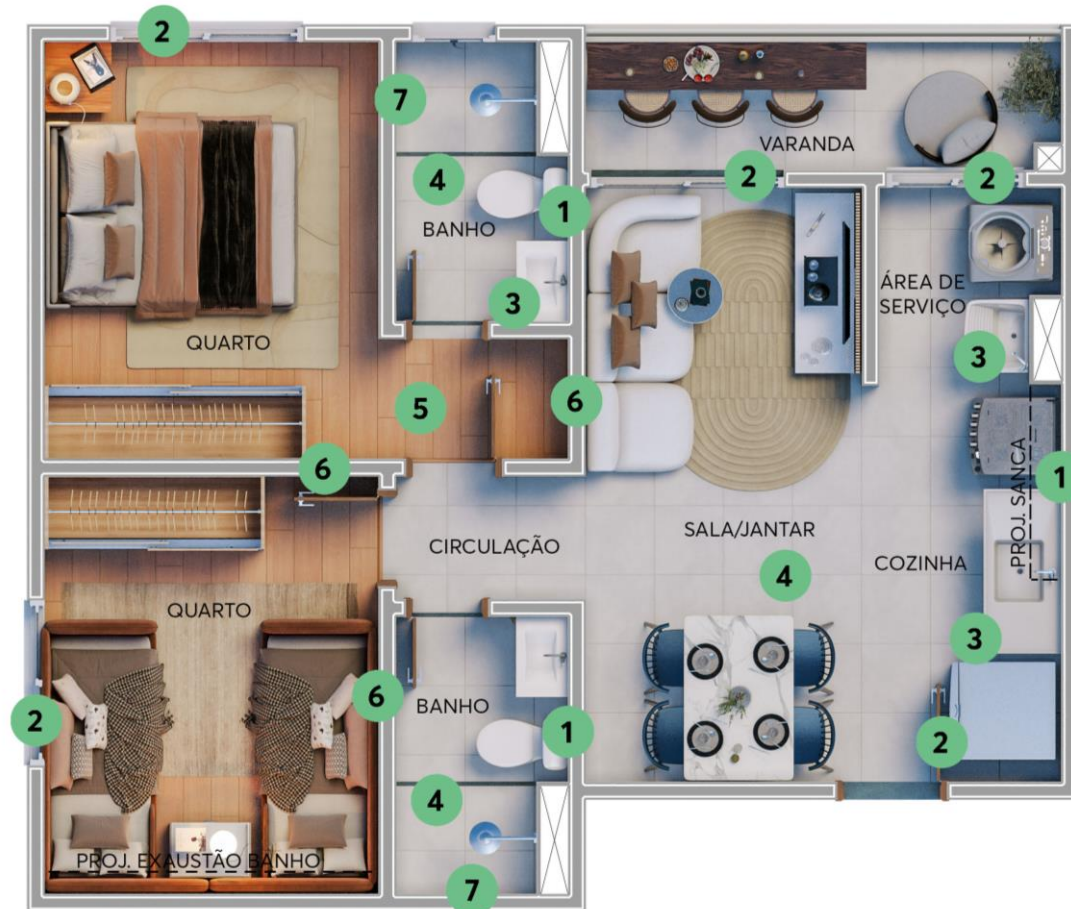 2
7
VARANDA
4
2
2
BANHO
1
ÁREA DE
SERVIÇO
3
QUARTO
3
5
6
6
1
PROJ. SANCA
SALA/JANTAR
CIRCULAÇÃO
COZINHA
4
QUARTO
3
6
BANHO
2
1
2
4
PROJ. EXAUSTÃO BANHO
7